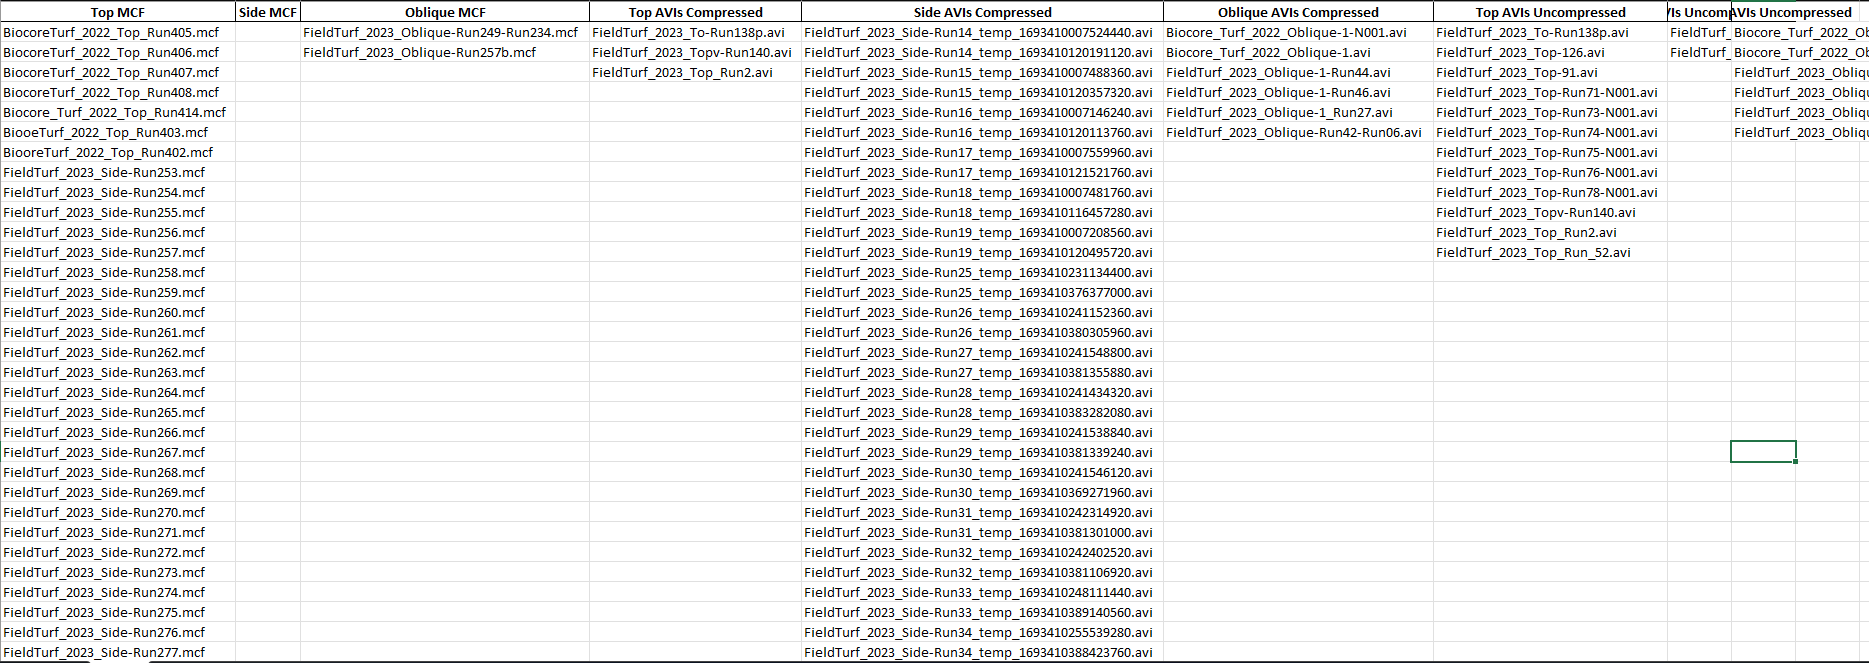 Top MCF Side MCF Oblique MCF Top AVIs Compressed Side AVIs Compressed Oblique AVIs Compressed Top AVIs Uncompressed AVIs Uncompressed
BiocoreTurf_2022_Top_Run405.mcf FieldTurf_2023_Oblique-Run249-Run234.mcf FieldTurf_2023_To-Run138p.avi FieldTurf_2023_Side-Run14_temp_1693410007524440.avi Biocore_Turf_2022_Oblique-1-N001.avi FieldTurf_2023_To-Run138p.avi FieldTurf_ Biocore_Turf_2022_Ob
BiocoreTurf_2022_Top_Run406.mcf FieldTurf_2023_Oblique-Run257b.mcf FieldTurf_2023_Topv-Run140.avi FieldTurf_2023_Side-Run14_temp_1693410120191120.avi Biocore_Turf_2022_Oblique-1.avi FieldTurf_2023_Top-126.avi FieldTurf_ Biocore_Turf_2022_Ob
BiocoreTurf_2022_Top_Run407.mcf FieldTurf_2023_Top_Run2.avi FieldTurf_2023_Side-Run15_temp_1693410007488360.avi FieldTurf_2023_Oblique-1-Run44.avi FieldTurf_2023_Top-91.avi FieldTurf_2023_Obliqu
BiocoreTurf_2022_Top_Run408.mcf FieldTurf_2023_Side-Run15_temp_1693410120357320.avi FieldTurf_2023_Oblique-1-Run46.avi FieldTurf_2023_Top-Run71-N001.avi FieldTurf_2023_Obliqu
Biocore_Turf_2022_Top_Run414.mcf FieldTurf_2023_Side-Run16_temp_1693410007146240.avi FieldTurf_2023_Oblique-1_Run27.avi FieldTurf_2023_Top-Run73-N001.avi FieldTurf_2023_Obliqu
BiooeTurf_2022_Top_Run403.mcf FieldTurf_2023_Side-Run16_temp_1693410120113760.avi FieldTurf_2023_Oblique-Run42-Run06.avi FieldTurf_2023_Top-Run74-N001.avi FieldTurf_2023_Obliqu
BiooreTurf_2022_Top_Run402.mcf FieldTurf_2023_Side-Run17_temp_1693410007559960.avi FieldTurf_2023_Top-Run75-N001.avi
FieldTurf_2023_Side-Run253.mcf FieldTurf_2023_Side-Run17_temp_1693410121521760.avi FieldTurf_2023_Top-Run76-N001.avi
FieldTurf_2023_Side-Run254.mcf FieldTurf_2023_Side-Run18_temp_1693410007481760.avi FieldTurf_2023_Top-Run78-N001.avi
FieldTurf_2023_Side-Run255.mcf FieldTurf_2023_Side-Run18_temp_1693410116457280.avi FieldTurf_2023_Topv-Run140.avi
FieldTurf_2023_Side-Run256.mcf FieldTurf_2023_Side-Run19_temp_1693410007208560.avi FieldTurf_2023_Top_Run2.avi
FieldTurf_2023_Side-Run257.mcf FieldTurf_2023_Side-Run19_temp_1693410120495720.avi FieldTurf_2023_Top_Run_52.avi
FieldTurf_2023_Side-Run258.mcf FieldTurf_2023_Side-Run25_temp_1693410231134400.avi
FieldTurf_2023_Side-Run259.mcf FieldTurf_2023_Side-Run25_temp_1693410376377000.avi
FieldTurf_2023_Side-Run260.mcf FieldTurf_2023_Side-Run26_temp_1693410241152360.avi
FieldTurf_2023_Side-Run261.mcf FieldTurf_2023_Side-Run26_temp_1693410380305960.avi
FieldTurf_2023_Side-Run262.mcf FieldTurf_2023_Side-Run27_temp_1693410241548800.avi
FieldTurf_2023_Side-Run263.mcf FieldTurf_2023_Side-Run27_temp_1693410381355880.avi
FieldTurf_2023_Side-Run264.mcf FieldTurf_2023_Side-Run28_temp_1693410241434320.avi
FieldTurf_2023_Side-Run265.mcf FieldTurf_2023_Side-Run28_temp_1693410383282080.avi
FieldTurf_2023_Side-Run266.mcf FieldTurf_2023_Side-Run29_temp_1693410241538840.avi
FieldTurf_2023_Side-Run267.mcf FieldTurf_2023_Side-Run29_temp_1693410381339240.avi
FieldTurf_2023_Side-Run268.mcf FieldTurf_2023_Side-Run30_temp_1693410241546120.avi
FieldTurf_2023_Side-Run269.mcf FieldTurf_2023_Side-Run30_temp_1693410369271960.avi
FieldTurf_2023_Side-Run270.mcf FieldTurf_2023_Side-Run31_temp_1693410242314920.avi
FieldTurf_2023_Side-Run271.mcf FieldTurf_2023_Side-Run31_temp_1693410381301000.avi
FieldTurf_2023_Side-Run272.mcf FieldTurf_2023_Side-Run32_temp_1693410242402520.avi
FieldTurf_2023_Side-Run273.mcf FieldTurf_2023_Side-Run32_temp_1693410381106920.avi
FieldTurf_2023_Side-Run274.mcf FieldTurf_2023_Side-Run33_temp_1693410248111440.avi
FieldTurf_2023_Side-Run275.mcf FieldTurf_2023_Side-Run33_temp_1693410389140560.avi
FieldTurf_2023_Side-Run276.mcf FieldTurf_2023_Side-Run34_temp_1693410255539280.avi
FieldTurf_2023_Side-Run277.mcf FieldTurf_2023_Side-Run34_temp_1693410388423760.avi